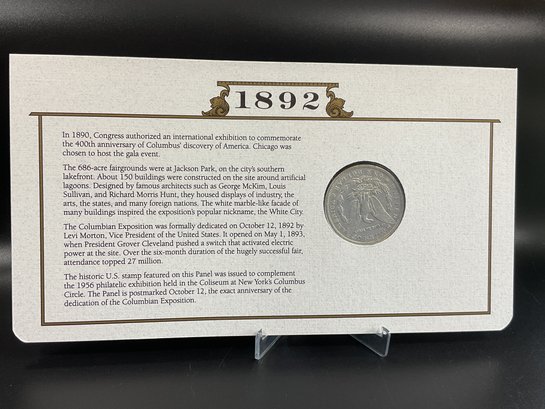 1892
In 1890, Congress authorized an international exhibition to commemorate
the 400th anniversary of Columbus' discovery of America. Chicago was
chosen to host the gala event.
The 686-acre fairgrounds were at Jackson Park, on the city's southern
lakefront. About 150 buildings were constructed on the site around artificial
lagoons. Designed by famous architects such as George McKim, Louis
Sullivan, and Richard Morris Hunt, they housed displays of industry, the
arts, the states, and many foreign nations. The white marble-like facade of
many buildings inspired the exposition's popular nickname, the White City.
The Columbian Exposition was formally dedicated on October 12, 1892 by
Levi Morton, Vice President of the United States. It opened on May 1, 1893,
when President Grover Cleveland pushed a switch that activated electric
power at the site. Over the six-month duration of the hugely successful fair,
attendance topped 27 million.
The historic U.S. stamp featured on this Panel was issued to complement
the 1956 philatelic exhibition held in the Coliseum at New York's Columbus
Circle. The Panel is postmarked October 12, the exact anniversary of the
dedication of the Columbian Exposition.